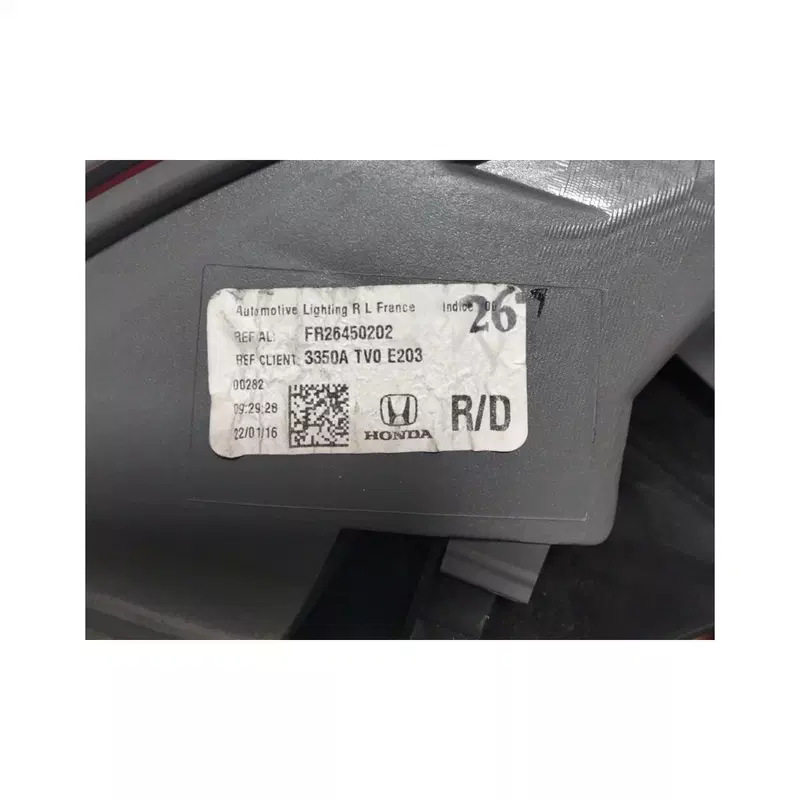 Automotive Lighting R L France Indice 00
26
REF AL: FR26450202
REF CLIENT: 3350A TV0 E203
00282
09:29:28
22/01/16
HONDA
R/D